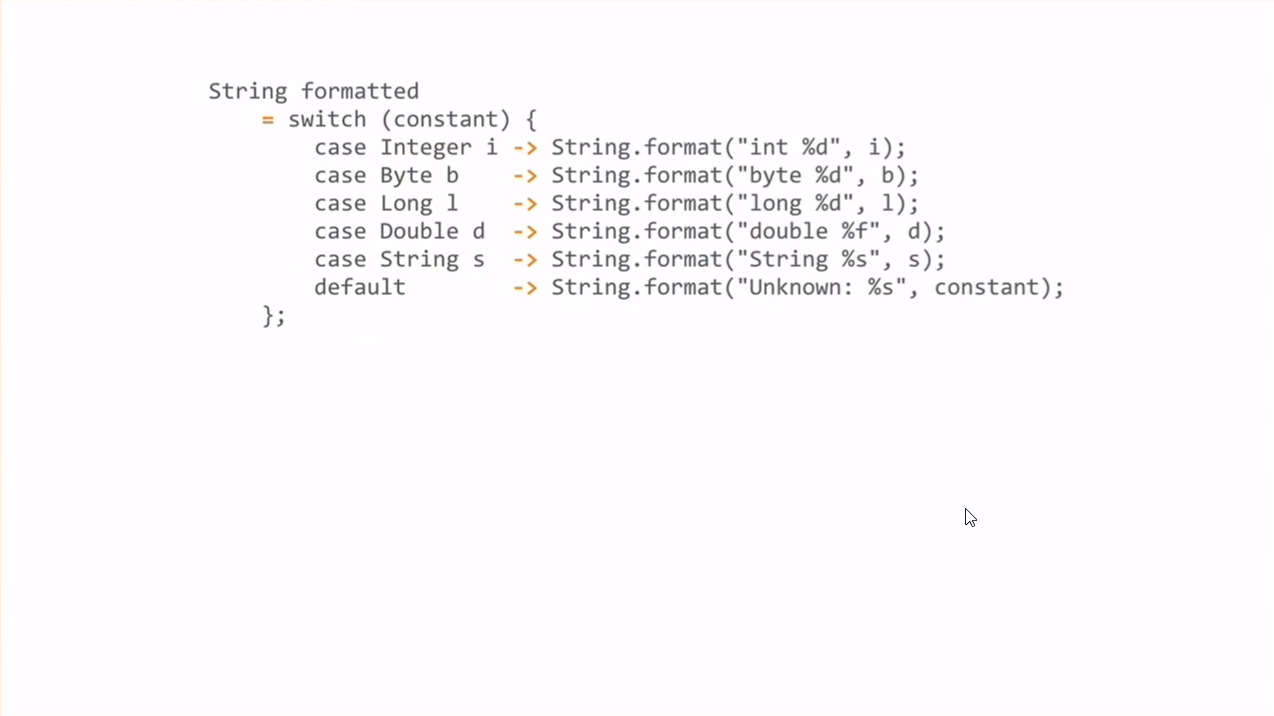 String formatted
= switch (constant) {
case Integer i -> String.format("int %d", i);
case Byte b -> String.format("byte %d", b);
case Long l -> String.format("long %d", l);
case Double d -> String.format("double %f", d);
case String s -> String.format("String %s", s);
default -> String.format("Unknown: %s", constant);
};